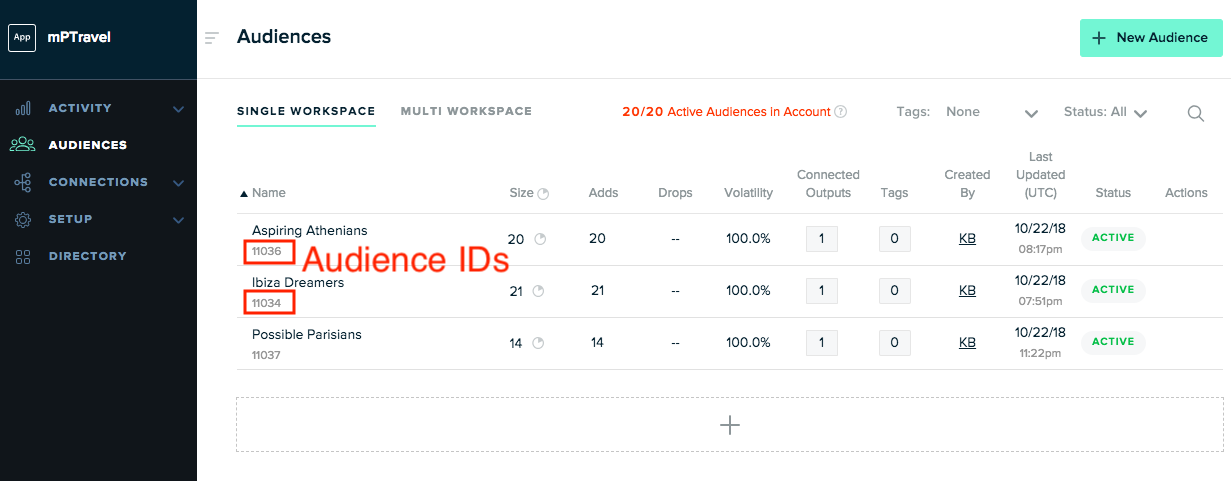 App mPTravel
Audiences
+ New Audience
ACTIVITY
AUDIENCES
CONNECTIONS
SETUP
DIRECTORY
SINGLE WORKSPACE MULTI WORKSPACE 20/20 Active Audiences in Account ? Tags: None Status: All
▲ Name Size Adds Drops Volatility Connected Outputs Tags Created By Last Updated (UTC) Status Actions
Aspiring Athenians
11036
20 20 -- 100.0% 1 0 KB 10/22/18 08:17pm ACTIVE
Audience IDs
Ibiza Dreamers
11034
21 21 -- 100.0% 1 0 KB 10/22/18 07:51pm ACTIVE
Possible Parisians
11037
14 14 -- 100.0% 1 0 KB 10/22/18 11:22pm ACTIVE
+